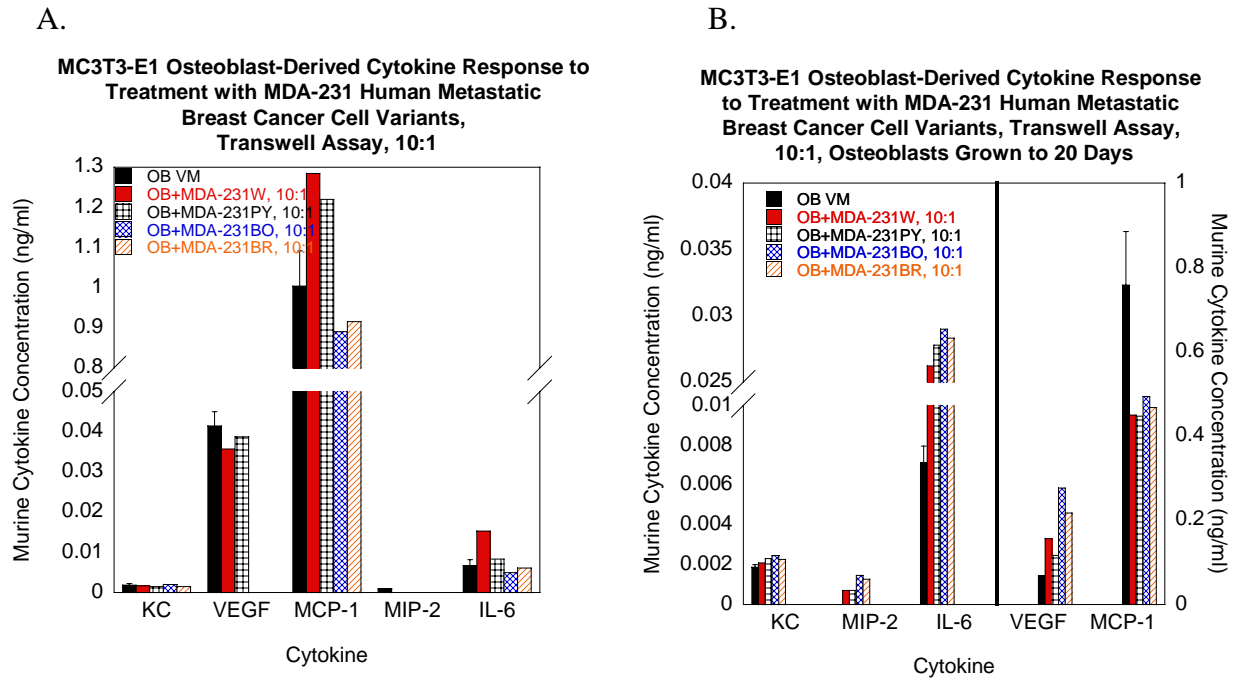 A.
MC3T3-E1 Osteoblast-Derived Cytokine Response to
Treatment with MDA-231 Human Metastatic
Breast Cancer Cell Variants,
Transwell Assay, 10:1
Murine Cytokine Concentration (ng/ml)
1.3
1.2
1.1
1
0.9
0.8
0.05
0.04
0.03
0.02
0.01
0
OB VM
OB+MDA-231W, 10:1
OB+MDA-231PY, 10:1
OB+MDA-231BO, 10:1
OB+MDA-231BR, 10:1
KC VEGF MCP-1 MIP-2 IL-6
Cytokine
B.
MC3T3-E1 Osteoblast-Derived Cytokine Response
to Treatment with MDA-231 Human Metastatic
Breast Cancer Cell Variants, Transwell Assay,
10:1, Osteoblasts Grown to 20 Days
Murine Cytokine Concentration (ng/ml)
0.04
0.035
0.03
0.025
0.01
0.008
0.006
0.004
0.002
0
OB VM
OB+MDA-231W, 10:1
OB+MDA-231PY, 10:1
OB+MDA-231BO, 10:1
OB+MDA-231BR, 10:1
1
0.8
0.6
0.4
0.2
0
Murine Cytokine Concentration (ng/ml)
KC MIP-2 IL-6 VEGF MCP-1
Cytokine